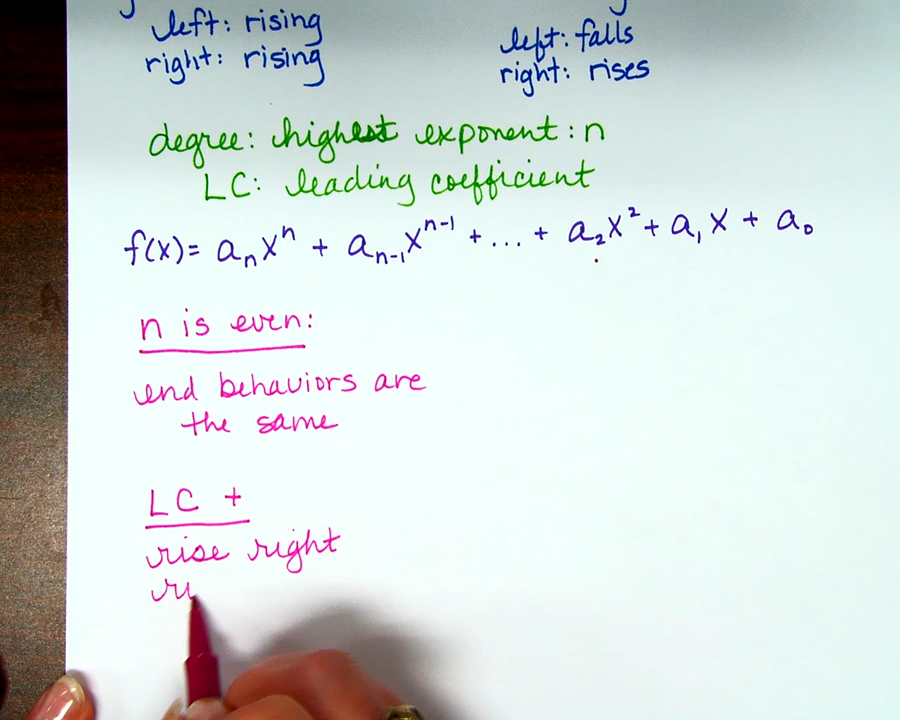 left: rising
right: rising
left: falls
right: rises
degree: highest exponent: n
LC: leading coefficient
f(x) = aₙxⁿ + aₙ₋₁xⁿ⁻¹ + ... + a₂x² + a₁x + a₀
n is even:
end behaviors are
the same
LC +
rise right